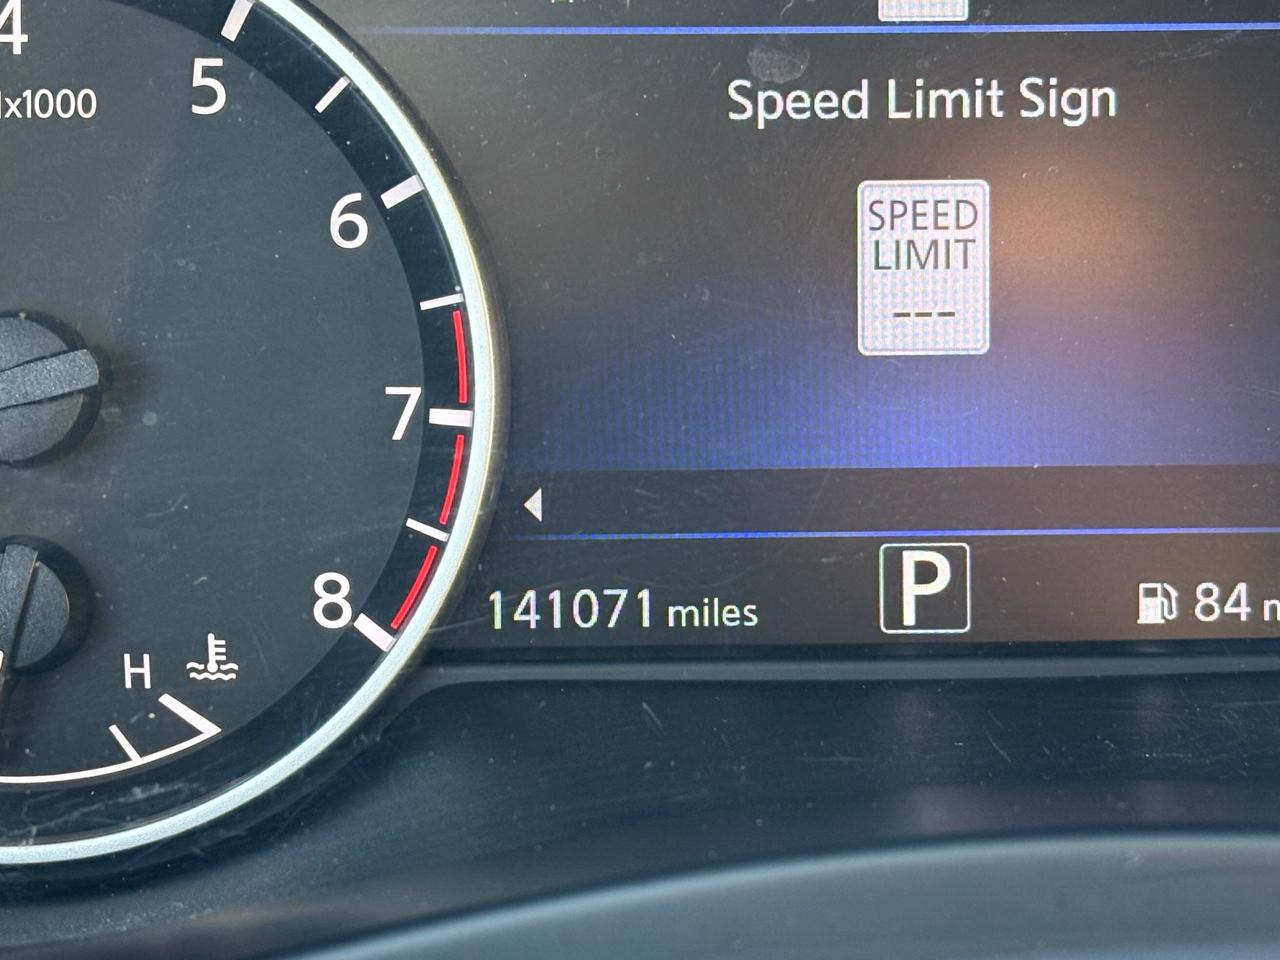 4
5
x1000
6
7
8
H
Speed Limit Sign
SPEED
LIMIT
---
141071 miles
P
84